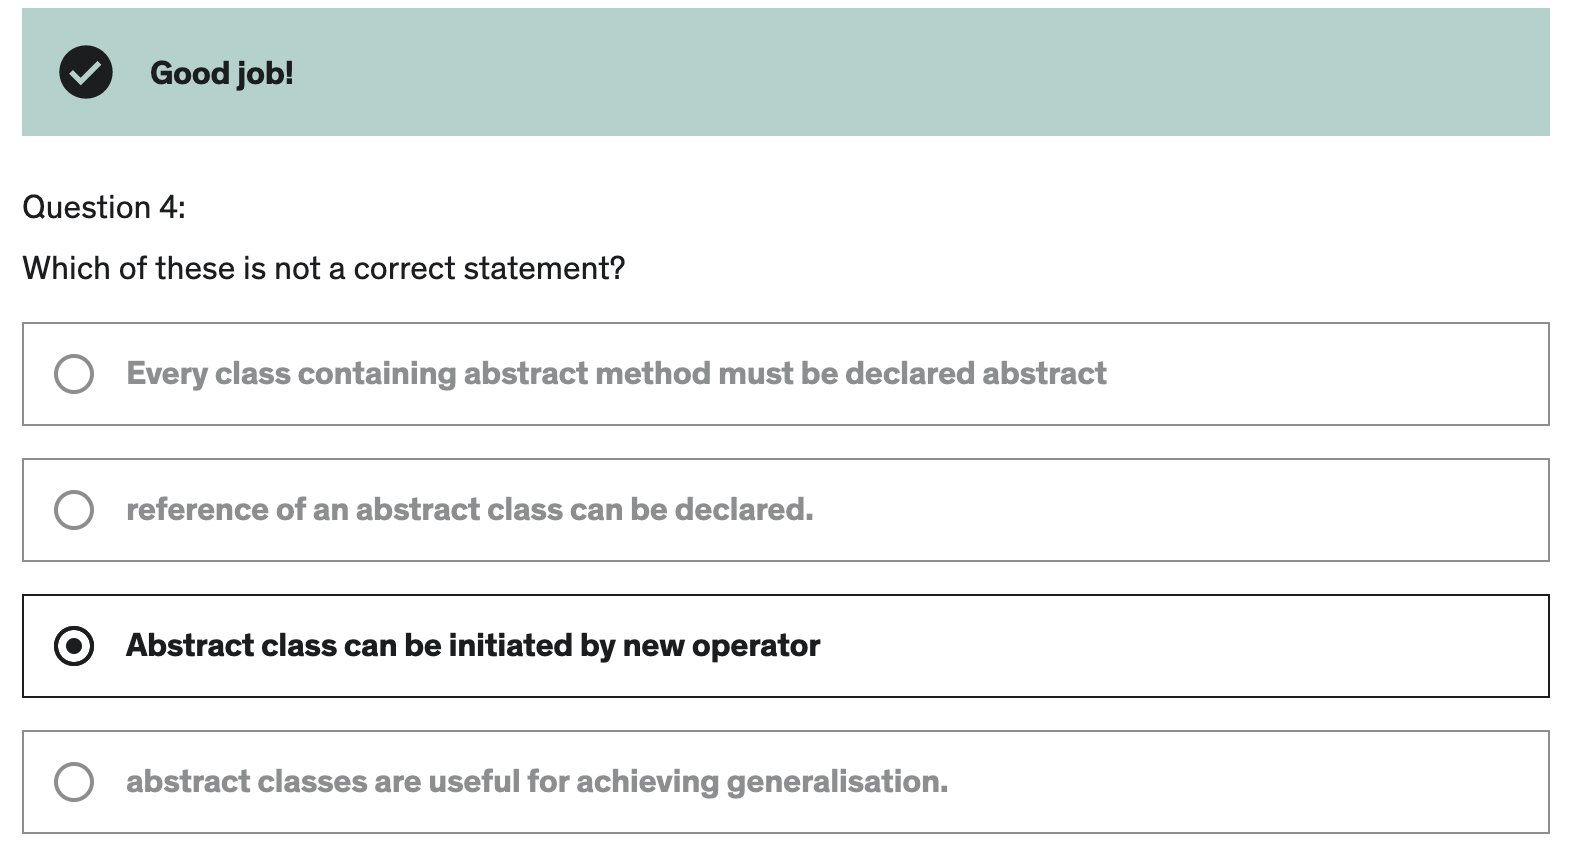 Good job!
Question 4:
Which of these is not a correct statement?
Every class containing abstract method must be declared abstract
reference of an abstract class can be declared.
Abstract class can be initiated by new operator
abstract classes are useful for achieving generalisation.